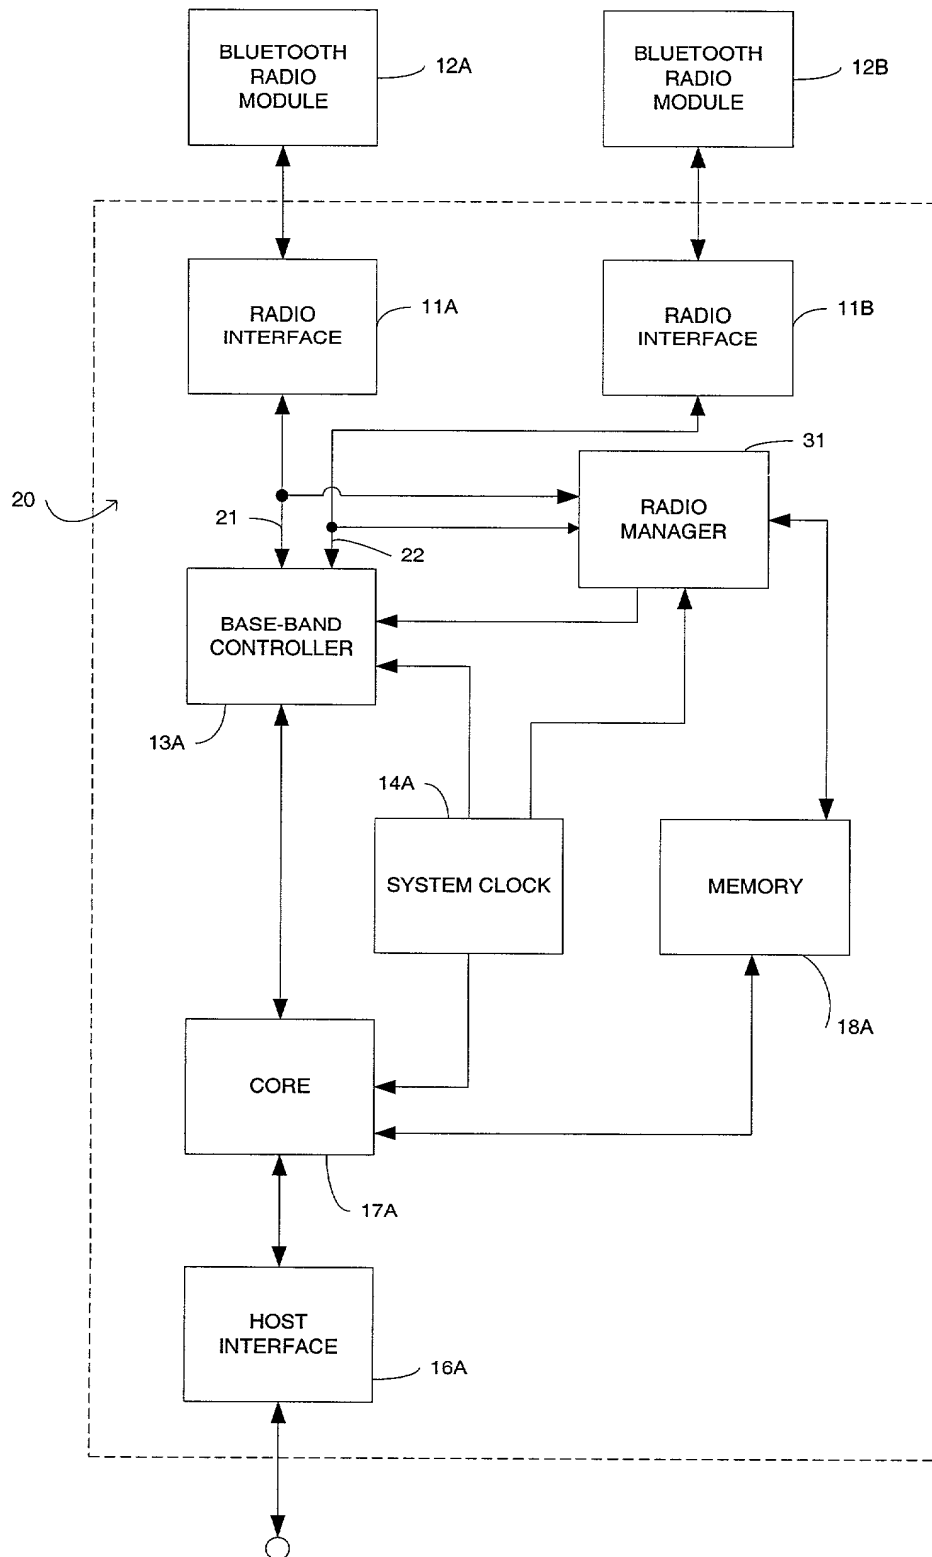 BLUETOOTH
RADIO
MODULE
12A
BLUETOOTH
RADIO
MODULE
12B
RADIO
INTERFACE
11A
RADIO
INTERFACE
11B
31
20
21
22
RADIO
MANAGER
BASE-BAND
CONTROLLER
13A
14A
SYSTEM CLOCK
MEMORY
18A
CORE
17A
HOST
INTERFACE
16A